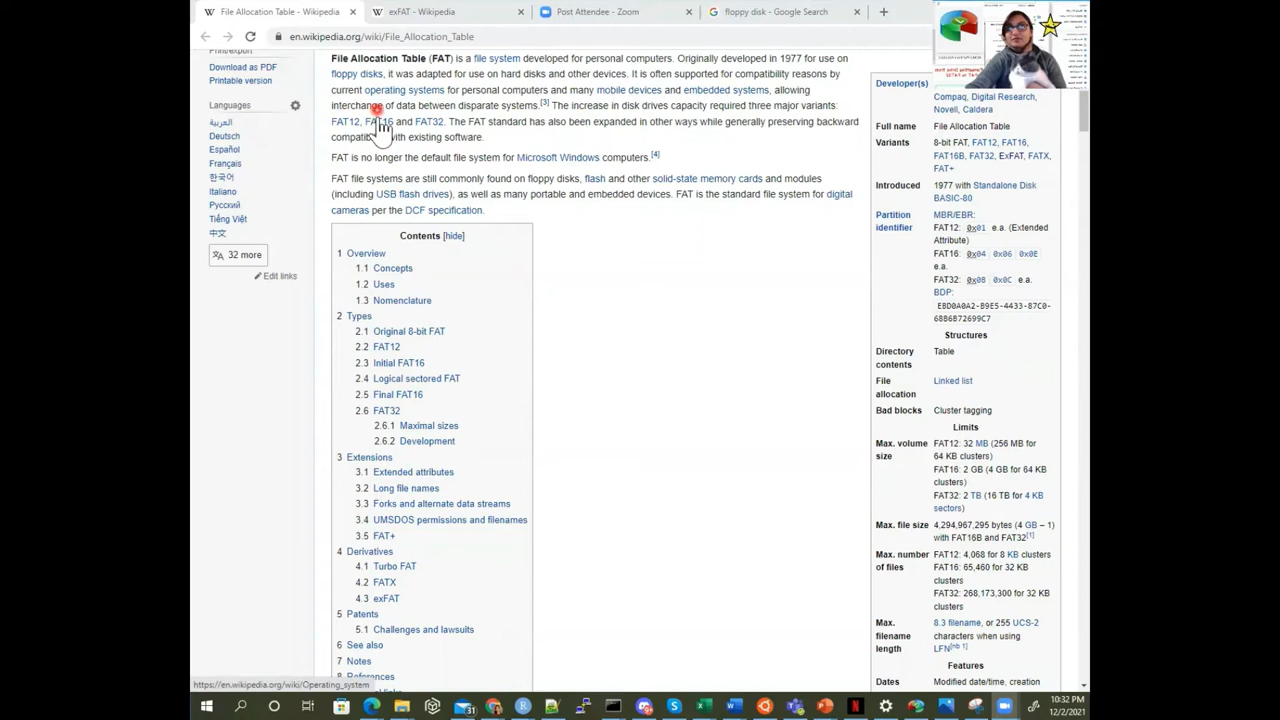 File Allocation Table - Wikipedia
exFAT - Wikipedia
Post Attendee - Zoom
floppy disk - Google Search
en.wikipedia.org
File_Allocation_Table
Print/export
Download as PDF
Printable version
Languages
العربية
Deutsch
Español
Français
한국어
Italiano
Русский
Tiếng Việt
中文
32 more
Edit links
File Allocation Table (FAT) is a file system developed for personal computers. Originally developed in 1977 for use on
floppy disks, it was adapted for use on hard disks and other devices. It is often supported for compatibility reasons by
current operating systems for personal computers and many mobile devices and embedded systems, allowing
interchange of data between disparate systems.[3] The increase in disk drives capacity required three major variants:
FAT12, FAT16 and FAT32. The FAT standard has also been expanded in other ways while generally preserving backward
compatibility with existing software.
FAT is no longer the default file system for Microsoft Windows computers.[4]
FAT file systems are still commonly found on floppy disks, flash and other solid-state memory cards and modules
(including USB flash drives), as well as many portable and embedded devices. FAT is the standard file system for digital
cameras per the DCF specification.
Contents [hide]
1 Overview
1.1 Concepts
1.2 Uses
1.3 Nomenclature
2 Types
2.1 Original 8-bit FAT
2.2 FAT12
2.3 Initial FAT16
2.4 Logical sectored FAT
2.5 Final FAT16
2.6 FAT32
2.6.1 Maximal sizes
2.6.2 Development
3 Extensions
3.1 Extended attributes
3.2 Long file names
3.3 Forks and alternate data streams
3.4 UMSDOS permissions and filenames
3.5 FAT+
4 Derivatives
4.1 Turbo FAT
4.2 FATX
4.3 exFAT
5 Patents
5.1 Challenges and lawsuits
6 See also
7 Notes
8 References
Developer(s)
Compaq, Digital Research,
Novell, Caldera
Full name File Allocation Table
Variants 8-bit FAT, FAT12, FAT16,
FAT16B, FAT32, ExFAT, FATX,
FAT+
Introduced 1977 with Standalone Disk
BASIC-80
Partition identifier MBR/EBR:
FAT12: 0x01 e.a. (Extended
Attribute)
FAT16: 0x04 0x06 0x0E
e.a.
FAT32: 0x0B 0x0C e.a.
BDP:
EBD0A0A2-B9E5-4433-87C0-
68B6B72699C7
Structures
Directory contents Table
File allocation Linked list
Bad blocks Cluster tagging
Limits
Max. volume size FAT12: 32 MB (256 MB for
64 KB clusters)
FAT16: 2 GB (4 GB for 64 KB
clusters)
FAT32: 2 TB (16 TB for 4 KB
sectors)
Max. file size 4,294,967,295 bytes (4 GB – 1)
with FAT16B and FAT32[1]
Max. number of files FAT12: 4,068 for 8 KB clusters
FAT16: 65,460 for 32 KB
clusters
FAT32: 268,173,300 for 32 KB
clusters
Max. filename length 8.3 filename, or 255 UCS-2
characters when using
LFN[nb 1]
Features
Dates Modified date/time, creation
https://en.wikipedia.org/wiki/Operating_system
31
10:32 PM
12/2/2021